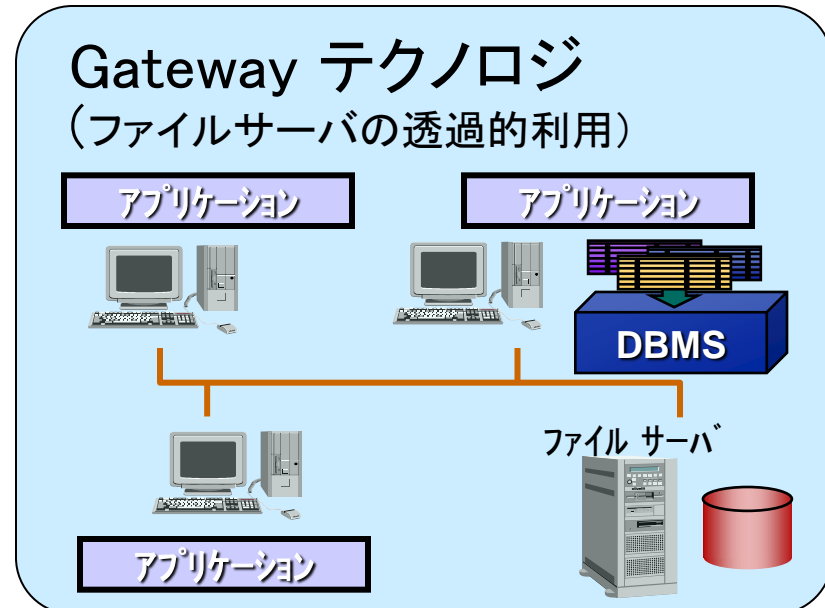 Gateway テクノロジ
(ファイルサーバの透過的利用)
アプリケーション
アプリケーション
DBMS
ファイル サーバ
アプリケーション